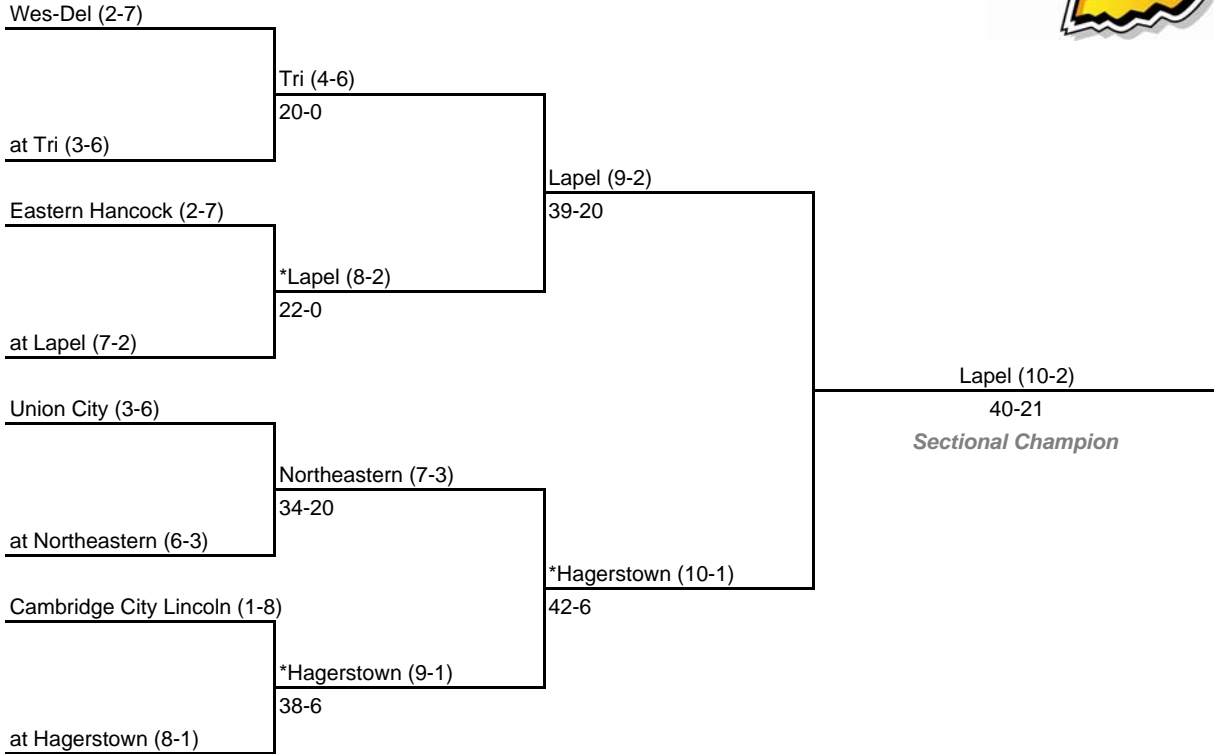 Wes-Del (2-7)
Tri (4-6)
20-0
at Tri (3-6)
Lapel (9-2)
39-20
Eastern Hancock (2-7)
*Lapel (8-2)
22-0
at Lapel (7-2)
Lapel (10-2)
40-21
Sectional Champion
Union City (3-6)
Northeastern (7-3)
34-20
at Northeastern (6-3)
*Hagerstown (10-1)
42-6
Cambridge City Lincoln (1-8)
*Hagerstown (9-1)
38-6
at Hagerstown (8-1)